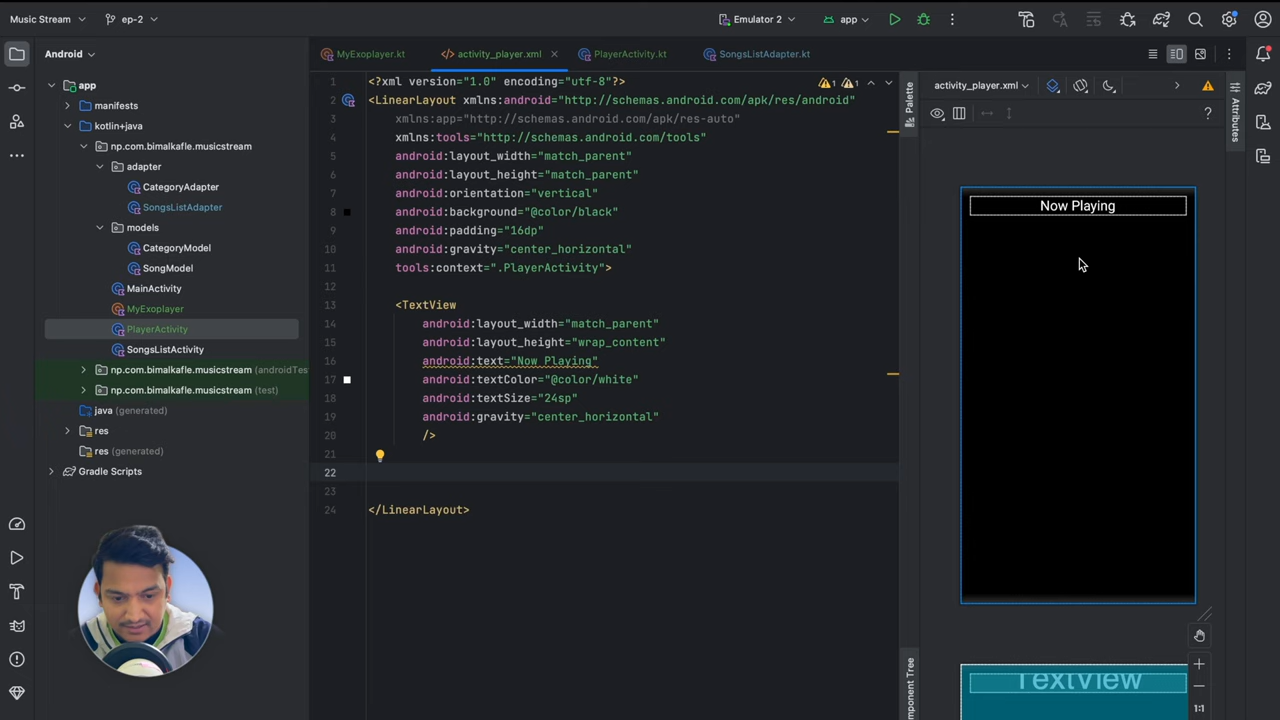 Music Stream
ep-2
Emulator 2
app
Android
MyExoplayer.kt
activity_player.xml
PlayerActivity.kt
SongsListAdapter.kt
app
manifests
kotlin+java
np.com.bimalkafle.musicstream
adapter
CategoryAdapter
SongsListAdapter
models
CategoryModel
SongModel
MainActivity
MyExoplayer
PlayerActivity
SongsListActivity
np.com.bimalkafle.musicstream (androidTes
np.com.bimalkafle.musicstream (test)
java (generated)
res
res (generated)
Gradle Scripts
1 <?xml version="1.0" encoding="utf-8"?>
2 <LinearLayout xmlns:android="http://schemas.android.com/apk/res/android"
3 xmlns:app="http://schemas.android.com/apk/res-auto"
4 xmlns:tools="http://schemas.android.com/tools"
5 android:layout_width="match_parent"
6 android:layout_height="match_parent"
7 android:orientation="vertical"
8 android:background="@color/black"
9 android:padding="16dp"
10 android:gravity="center_horizontal"
11 tools:context=".PlayerActivity">
12
13 <TextView
14 android:layout_width="match_parent"
15 android:layout_height="wrap_content"
16 android:text="Now Playing"
17 android:textColor="@color/white"
18 android:textSize="24sp"
19 android:gravity="center_horizontal"
20 />
21
22
23
24 </LinearLayout>
1 1
Palette
activity_player.xml
?
Attributes
Now Playing
TextView
mponent Tree
1:1